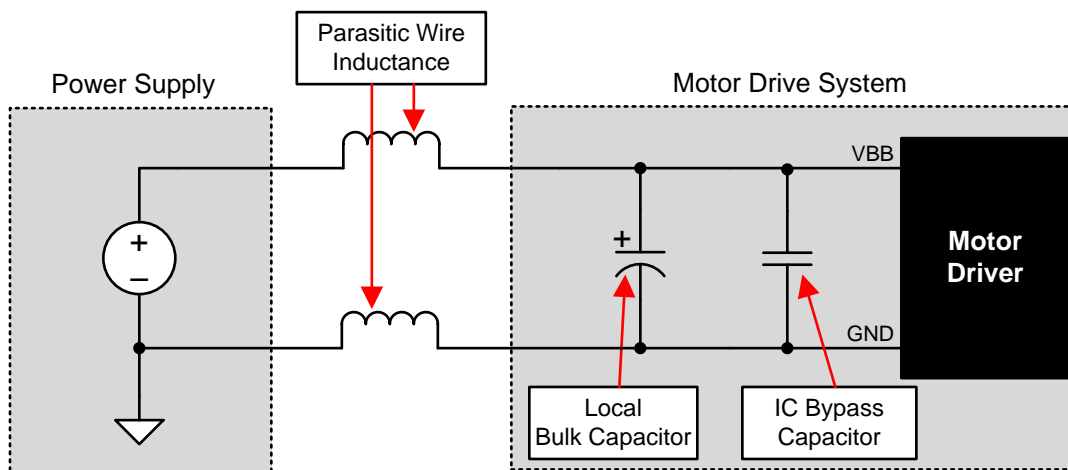 Parasitic Wire
Inductance
Power Supply
Motor Drive System
VBB
+
+
–
Motor
Driver
GND
Local
Bulk Capacitor
IC Bypass
Capacitor